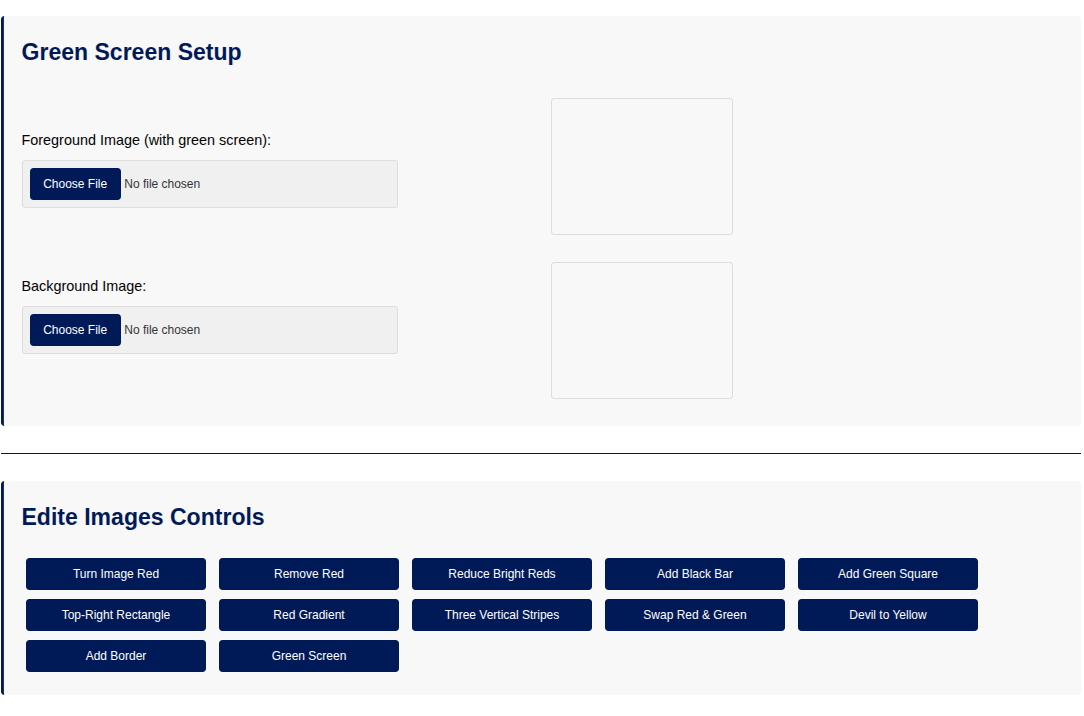 Green Screen Setup
Foreground Image (with green screen):
Choose File No file chosen
Background Image:
Choose File No file chosen
Edite Images Controls
Turn Image Red Remove Red Reduce Bright Reds Add Black Bar Add Green Square
Top-Right Rectangle Red Gradient Three Vertical Stripes Swap Red & Green Devil to Yellow
Add Border Green Screen